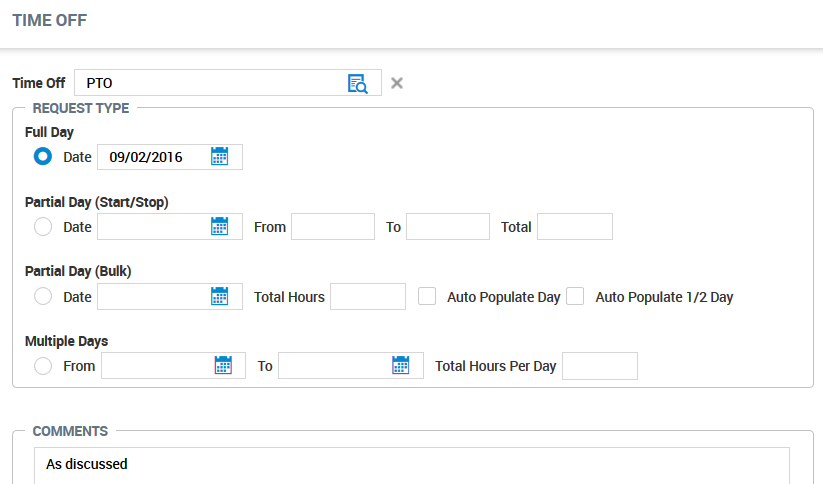 TIME OFF
Time Off PTO
REQUEST TYPE
Full Day
Date 09/02/2016
Partial Day (Start/Stop)
Date From To Total
Partial Day (Bulk)
Date Total Hours Auto Populate Day Auto Populate 1/2 Day
Multiple Days
From To Total Hours Per Day
COMMENTS
As discussed